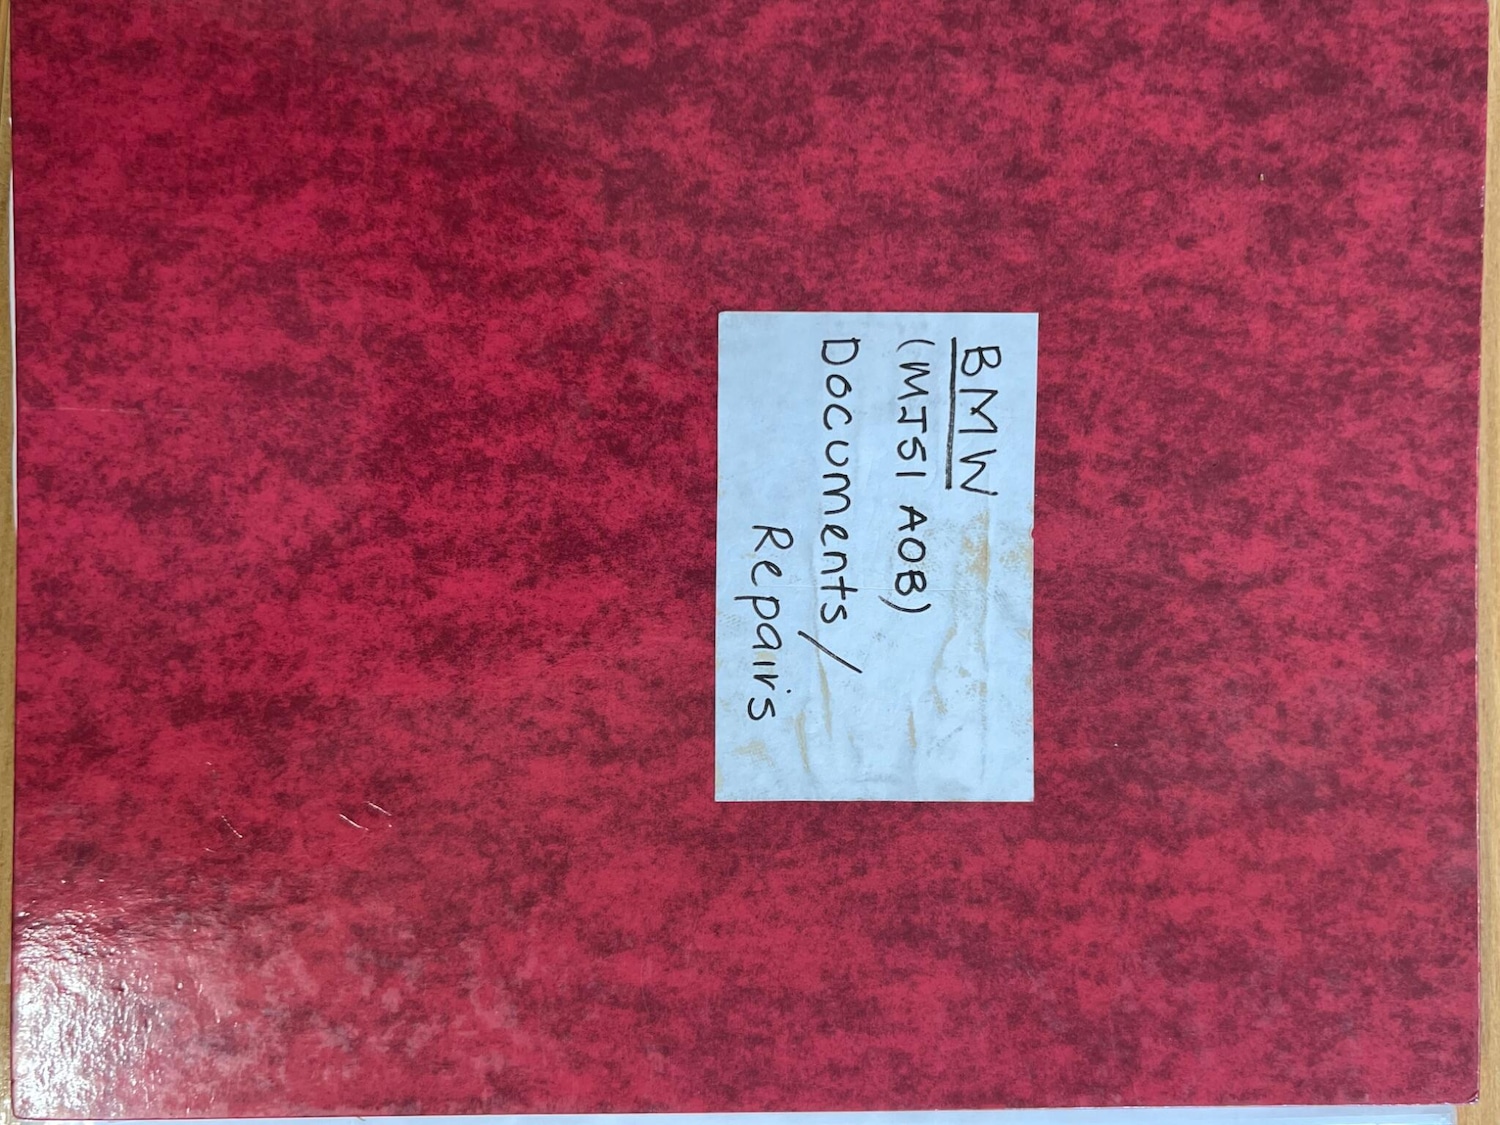 BMW
(MJ51 AOB)
Documents/
Repairs